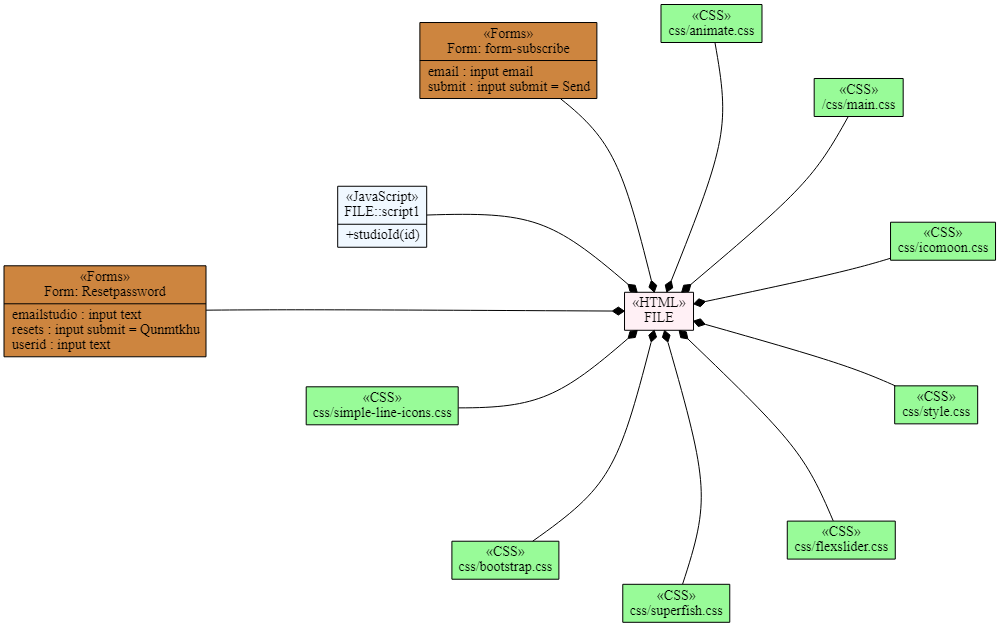 «CSS»
css/animate.css
«Forms»
Form: form-subscribe
email : input email
submit : input submit = Send
«CSS»
/css/main.css
«JavaScript»
FILE::script1
+studioId(id)
«CSS»
css/icomoon.css
«Forms»
Form: Resetpassword
emailstudio : input text
resets : input submit = Qunmtkhu
userid : input text
«HTML»
FILE
«CSS»
css/simple-line-icons.css
«CSS»
css/style.css
«CSS»
css/flexslider.css
«CSS»
css/bootstrap.css
«CSS»
css/superfish.css